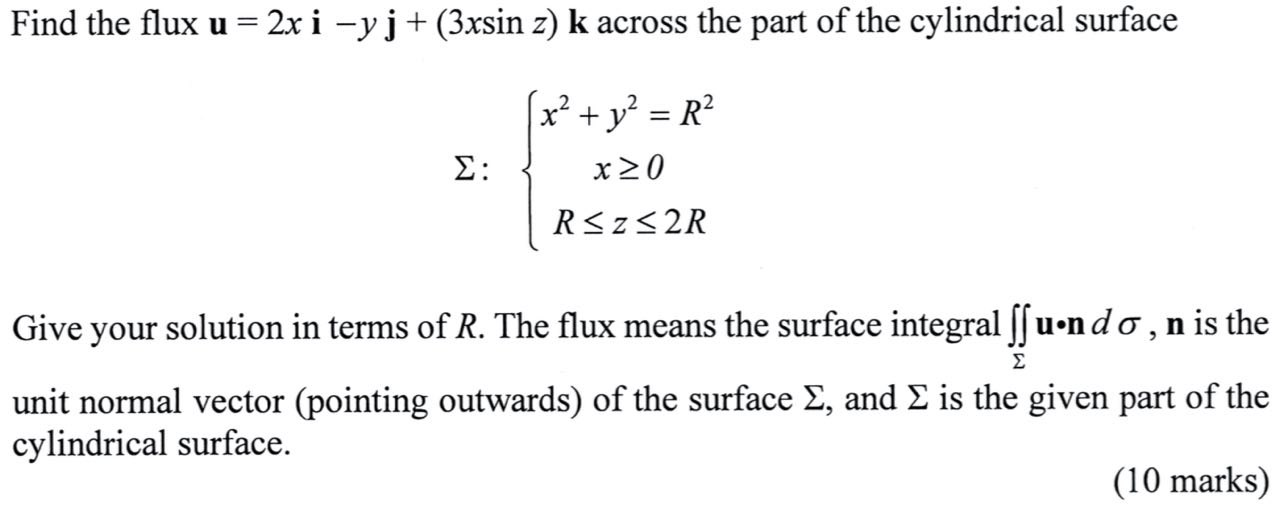 Find the flux u = 2x i −y j + (3xsin z) k across the part of the cylindrical surface
x² + y² = R²
Σ: x ≥ 0
R ≤ z ≤ 2R
Give your solution in terms of R. The flux means the surface integral ∬ u•n dσ , n is the
Σ
unit normal vector (pointing outwards) of the surface Σ, and Σ is the given part of the
cylindrical surface.
(10 marks)